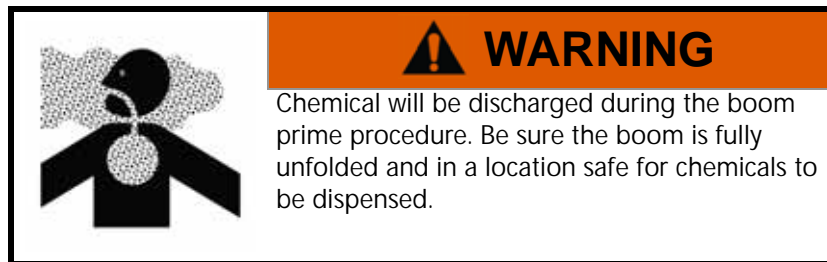 WARNING
Chemical will be discharged during the boom
prime procedure. Be sure the boom is fully
unfolded and in a location safe for chemicals to
be dispensed.